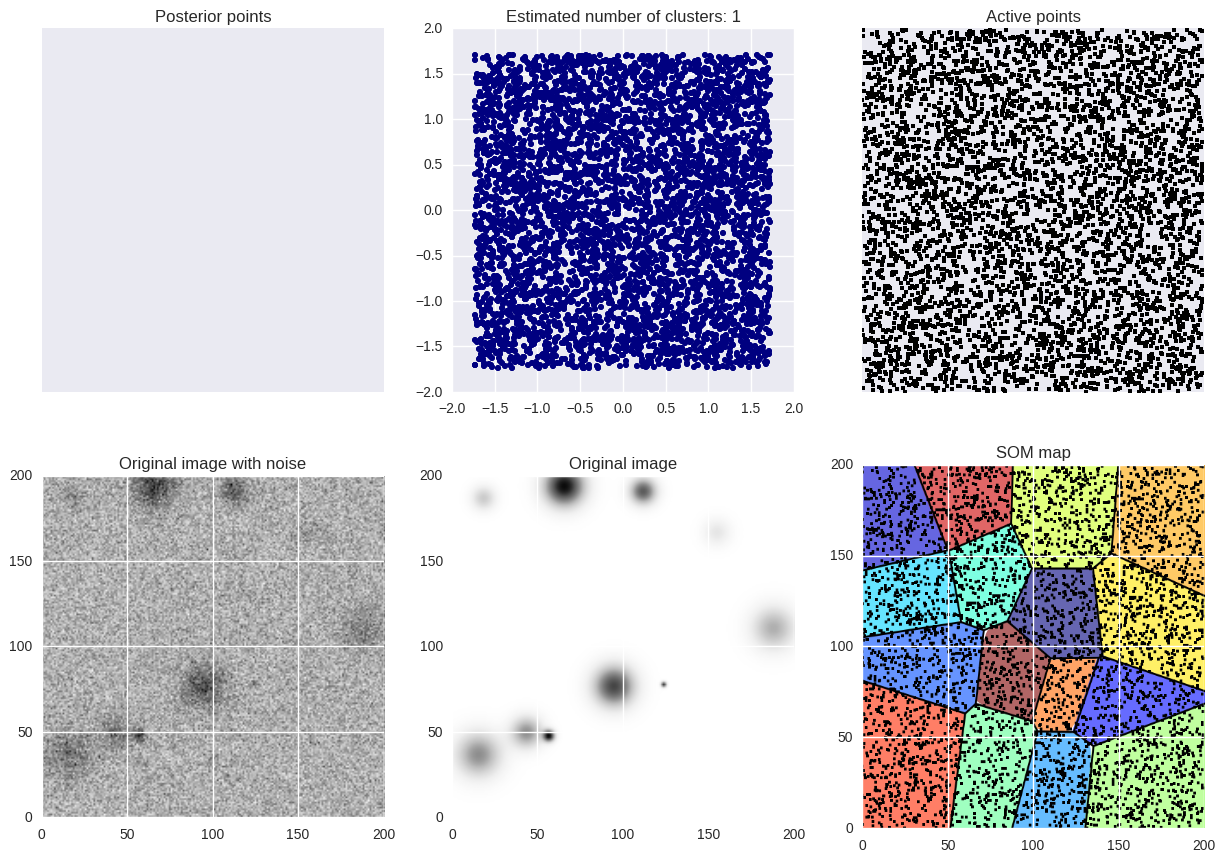 Posterior points
Estimated number of clusters: 1
Active points
2.0
1.5
1.0
0.5
0.0
−0.5
−1.0
−1.5
−2.0
−2.0 −1.5 −1.0 −0.5 0.0 0.5 1.0 1.5 2.0
Original image with noise
200
150
100
50
0
0 50 100 150 200
Original image
200
150
100
50
0
0 50 100 150 200
SOM map
200
150
100
50
0
0 50 100 150 200